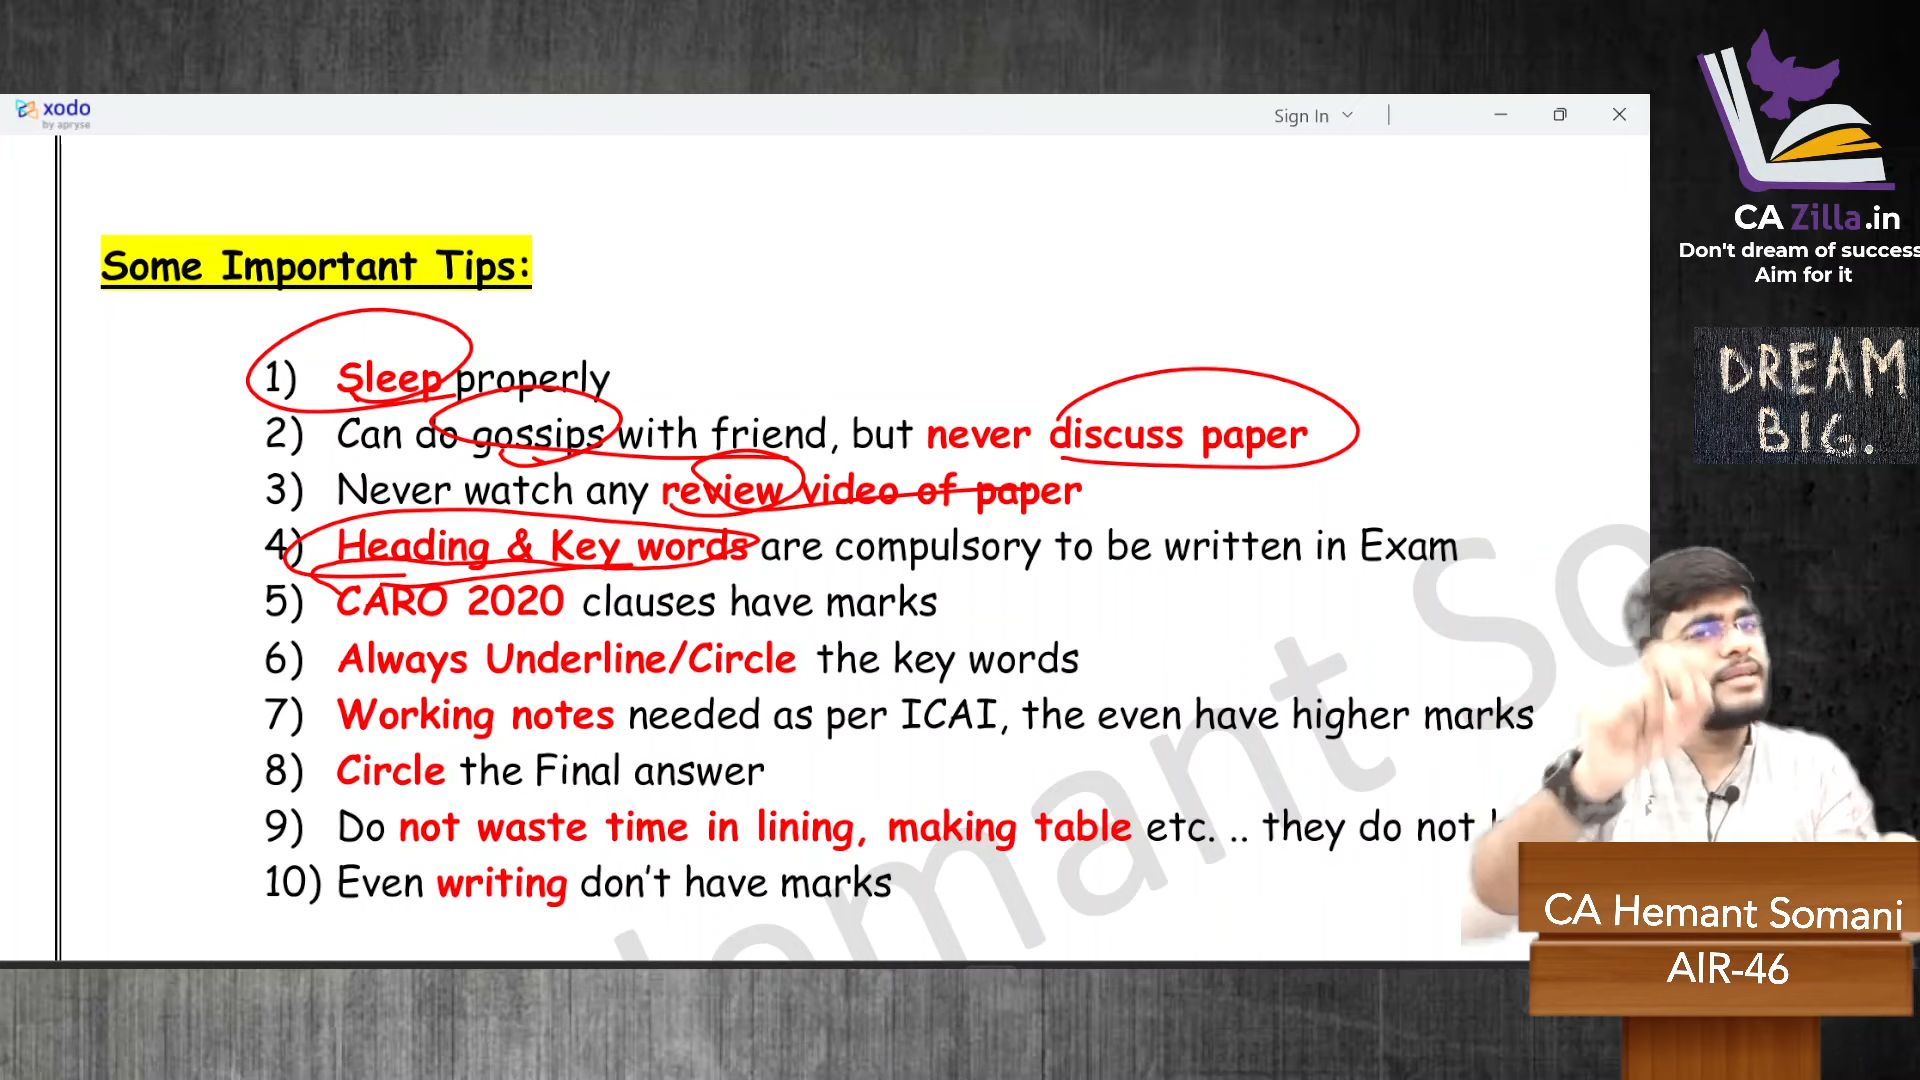 xodo
by apryse
Sign In
Some Important Tips:
1) Sleep properly
2) Can do gossips with friend, but never discuss paper
3) Never watch any review video of paper
4) Heading & Key words are compulsory to be written in Exam
5) CARO 2020 clauses have marks
6) Always Underline/Circle the key words
7) Working notes needed as per ICAI, the even have higher marks
8) Circle the Final answer
9) Do not waste time in lining, making table etc. .. they do not
10) Even writing don't have marks
CA Zilla.in
Don't dream of success
Aim for it
DREAM
BIG.
CA Hemant Somani
AIR-46